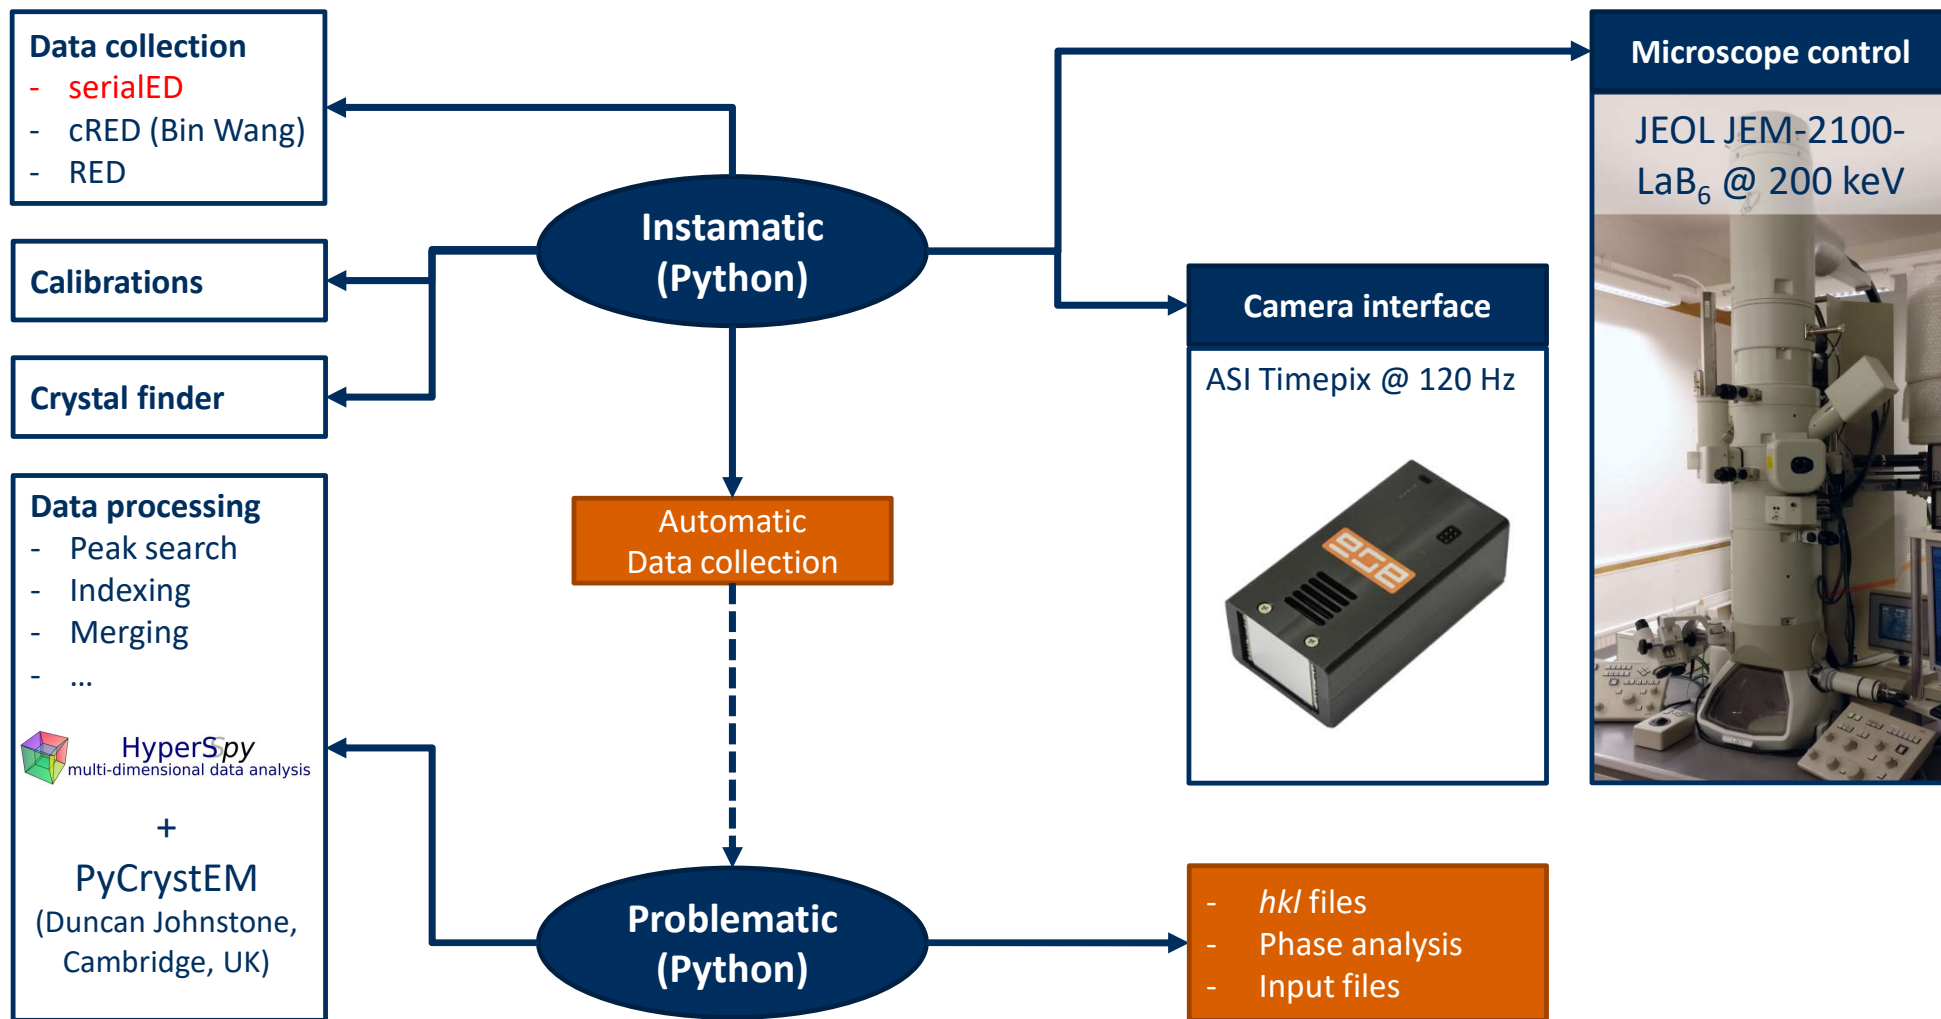 Data collection
- serialED
- cRED (Bin Wang)
- RED
Calibrations
Crystal finder
Data processing
- Peak search
- Indexing
- Merging
- ...
HyperSpy
multi-dimensional data analysis
+
PyCrystEM
(Duncan Johnstone,
Cambridge, UK)
Instamatic
(Python)
Automatic
Data collection
Problematic
(Python)
Camera interface
ASI Timepix @ 120 Hz
asi
- hkl files
- Phase analysis
- Input files
Microscope control
JEOL JEM-2100-
LaB₆ @ 200 keV